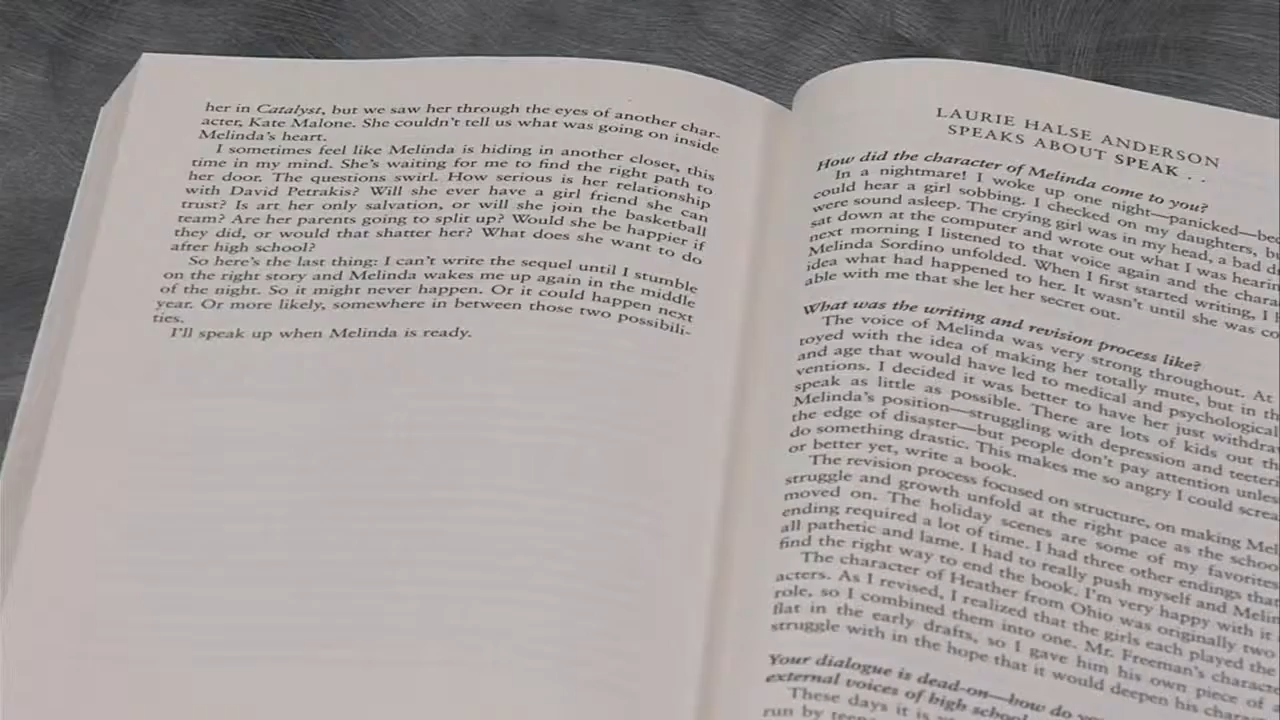 her in Catalyst, but we saw her through the eyes of another char-
acter, Kate Malone. She couldn't tell us what was going on inside
Melinda's heart.
I sometimes feel like Melinda is hiding in another closet, this
time in my mind. She's waiting for me to find the right path to
her door. The questions swirl. How serious is her relationship
with David Petrakis? Will she ever have a girl friend she can
trust? Is art her only salvation, or will she join the basketball
team? Are her parents going to split up? Would she be happier if
they did, or would that shatter her? What does she want to do
after high school?
So here's the last thing: I can't write the sequel until I stumble
on the right story and Melinda wakes me up again in the middle
of the night. So it might never happen. Or it could happen next
year. Or more likely, somewhere in between those two possibili-
ties.
I'll speak up when Melinda is ready.
LAURIE HALSE ANDERSON
SPEAKS ABOUT SPEAK . .
How did the character of Melinda come to you?
In a nightmare! I woke up one night—panicked—bec
could hear a girl sobbing. I checked on my daughters, bu
were sound asleep. The crying girl was in my head, a bad d
sat down at the computer and wrote out what I was hearin
next morning I listened to that voice again and the chara
Melinda Sordino unfolded. When I first started writing, I h
idea what had happened to her. It wasn't until she was co
able with me that she let her secret out.
What was the writing and revision process like?
The voice of Melinda was very strong throughout. At
toyed with the idea of making her totally mute, but in th
and age that would have led to medical and psychological
ventions. I decided it was better to have her just withdra
speak as little as possible. There are lots of kids out th
Melinda's position—struggling with depression and teeteri
the edge of disaster—but people don't pay attention unles
do something drastic. This makes me so angry I could screa
or better yet, write a book.
The revision process focused on structure, on making Mel
struggle and growth unfold at the right pace as the schoo
moved on. The holiday scenes are some of my favorites
ending required a lot of time. I had three other endings that
all pathetic and lame. I had to really push myself and Melin
find the right way to end the book. I'm very happy with it
The character of Heather from Ohio was originally two
acters. As I revised, I realized that the girls each played the
role, so I combined them into one. Mr. Freeman's characte
flat in the early drafts, so I gave him his own piece of a
struggle with in the hope that it would deepen his chara
Your dialogue is dead-on—how do yo
external voices of high school
These days it is
run by teen